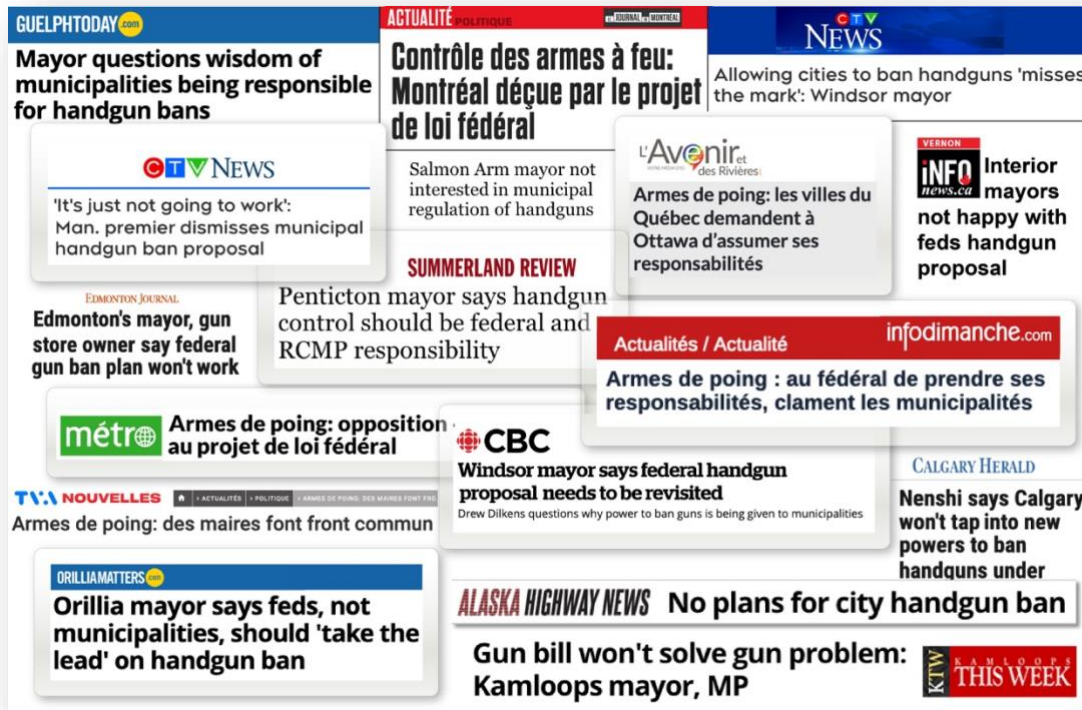 GUELPHTODAY.com
Mayor questions wisdom of
municipalities being responsible
for handgun bans
ACTUALITÉ POLITIQUE
LE JOURNAL DE MONTRÉAL
Contrôle des armes à feu:
Montréal déçue par le projet
de loi fédéral
CTV
NEWS
Allowing cities to ban handguns 'misses
the mark': Windsor mayor
CTV NEWS
'It's just not going to work':
Man. premier dismisses municipal
handgun ban proposal
Salmon Arm mayor not
interested in municipal
regulation of handguns
L'Avenir et
des Rivières
Armes de poing: les villes du
Québec demandent à
Ottawa d'assumer ses
responsabilités
VERNON
iNFO
news.ca
Interior
mayors
not happy with
feds handgun
proposal
EDMONTON JOURNAL
Edmonton's mayor, gun
store owner say federal
gun ban plan won't work
SUMMERLAND REVIEW
Penticton mayor says handgun
control should be federal and
RCMP responsibility
Actualités / Actualité
infodimanche.com
Armes de poing : au fédéral de prendre ses
responsabilités, clament les municipalités
métro
Armes de poing: opposition
au projet de loi fédéral
CBC
Windsor mayor says federal handgun
proposal needs to be revisited
Drew Dilkens questions why power to ban guns is being given to municipalities
TVA NOUVELLES
> ACTUALITÉS > POLITIQUE > ARMES DE POING: DES MAIRES FONT FRO
Armes de poing: des maires font front commun
CALGARY HERALD
Nenshi says Calgary
won't tap into new
powers to ban
handguns under
ORILLIAMATTERS.com
Orillia mayor says feds, not
municipalities, should 'take the
lead' on handgun ban
ALASKA HIGHWAY NEWS
No plans for city handgun ban
Gun bill won't solve gun problem:
Kamloops mayor, MP
KTW
KAMLOOPS
THIS WEEK